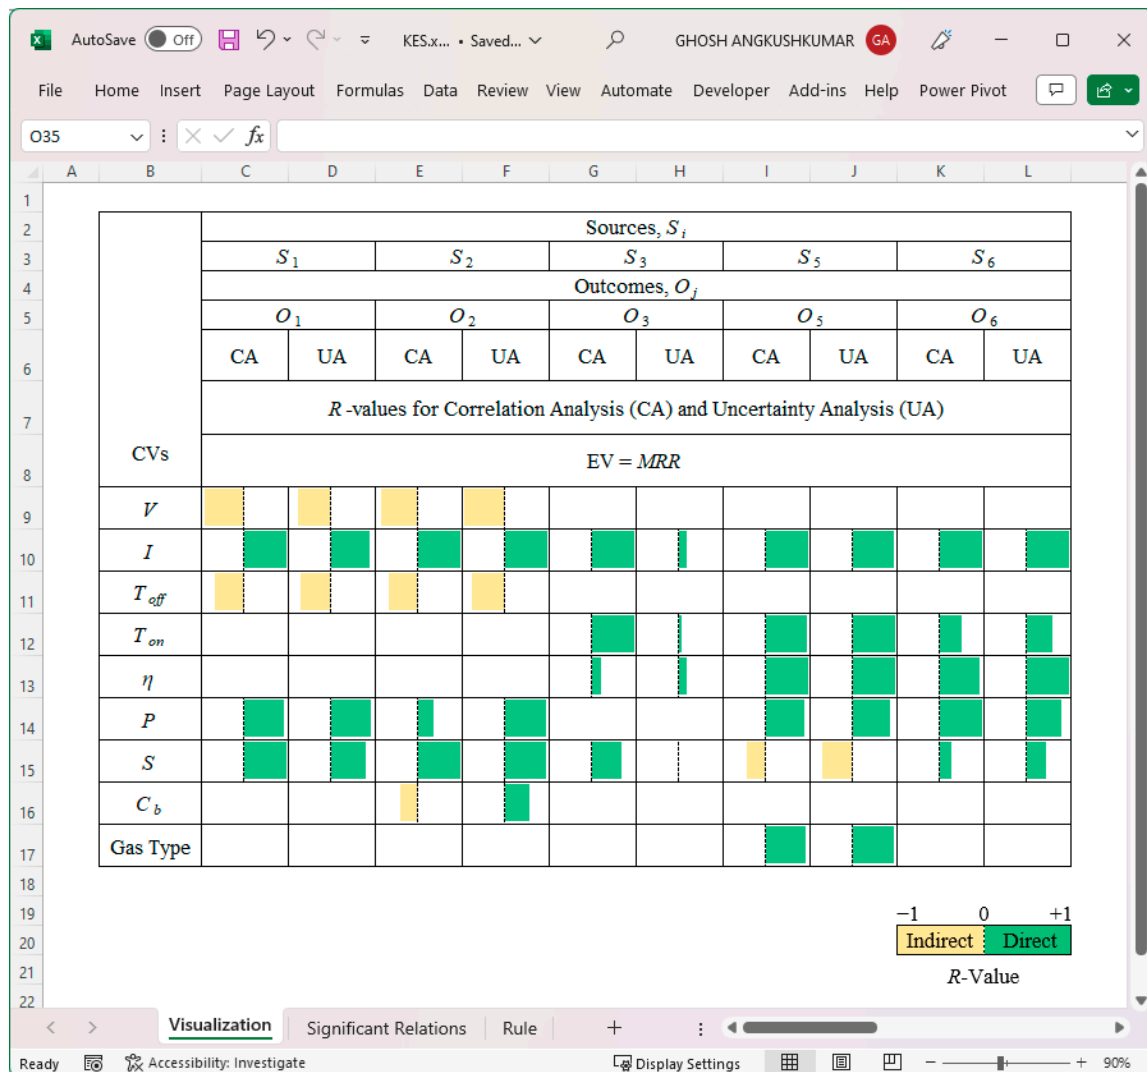 AutoSave Off KES.x... • Saved... GHOSH ANGKUSHKUMAR GA
File Home Insert Page Layout Formulas Data Review View Automate Developer Add-ins Help Power Pivot
O35 fx
A B C D E F G H I J K L
1
2 Sources, S i
3 S 1 S 2 S 3 S 5 S 6
4 Outcomes, O j
5 O 1 O 2 O 3 O 5 O 6
6 CA UA CA UA CA UA CA UA CA UA
7 R -values for Correlation Analysis (CA) and Uncertainty Analysis (UA)
8 CVs EV = MRR
9 V
10 I
11 T off
12 T on
13 η
14 P
15 S
16 C b
17 Gas Type
18
19 −1 0 +1
20 Indirect Direct
21 R-Value
22
Visualization Significant Relations Rule +
Ready Accessibility: Investigate Display Settings − + 90%